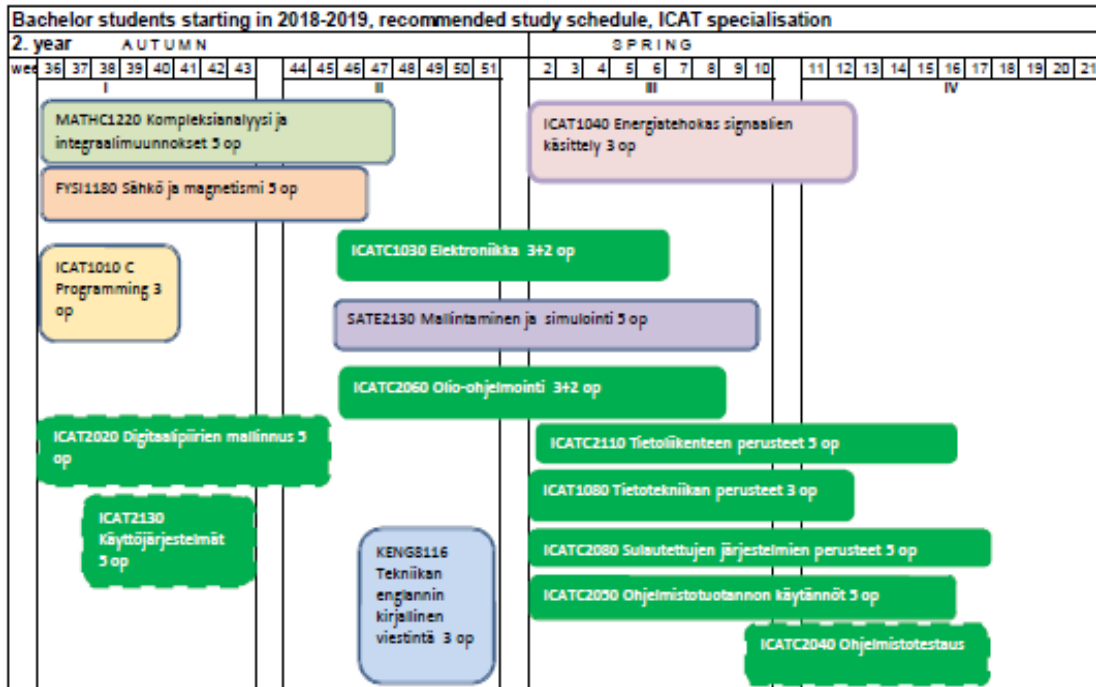 Bachelor students starting in 2018-2019, recommended study schedule, ICAT specialisation
2. year AUTUMN SPRING
wee 36 37 38 39 40 41 42 43 44 45 46 47 48 49 50 51 2 3 4 5 6 7 8 9 10 11 12 13 14 15 16 17 18 19 20 21
I II III IV
MATHC1220 Kompleksianalyysi ja
integraalimuunnokset 5 op
ICAT1040 Energiatehokas signaalien
käsittely 3 op
FYSI1180 Sähkö ja magnetismi 5 op
ICATC1030 Elektroniikka 3+2 op
ICAT1010 C
Programming 3
op
SATE2130 Mallintaminen ja simulointi 5 op
ICATC2060 Olio-ohjelmointi 3+2 op
ICAT2020 Digitaalipiirien mallinnus 5
op
ICATC2110 Tietoliikenteen perusteet 5 op
ICAT1080 Tietotekniikan perusteet 3 op
ICAT2130
Käyttöjärjestelmät
5 op
KENG8116
Tekniikan
englannin
kirjallinen
viestintä 3 op
ICATC2080 Sulautettujen järjestelmien perusteet 5 op
ICATC2050 Ohjelmistotuotannon käytännöt 5 op
ICATC2040 Ohjelmistotestaus